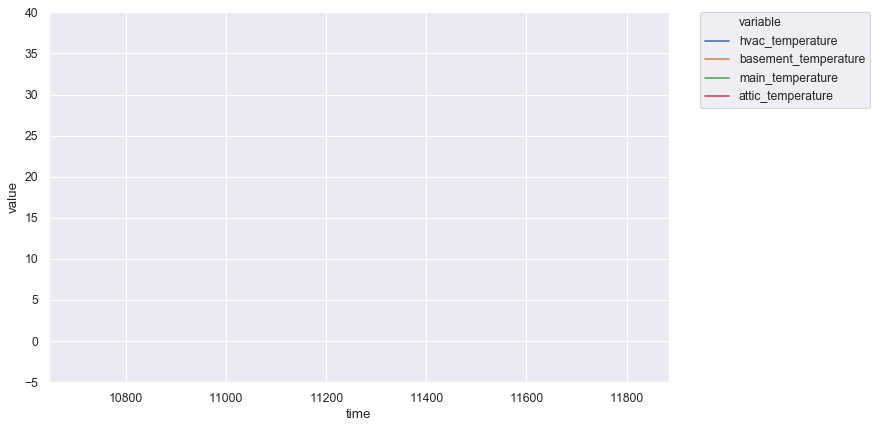 40
35
30
25
20
15
10
5
0
−5
value
10800 11000 11200 11400 11600 11800
time
variable
hvac_temperature
basement_temperature
main_temperature
attic_temperature